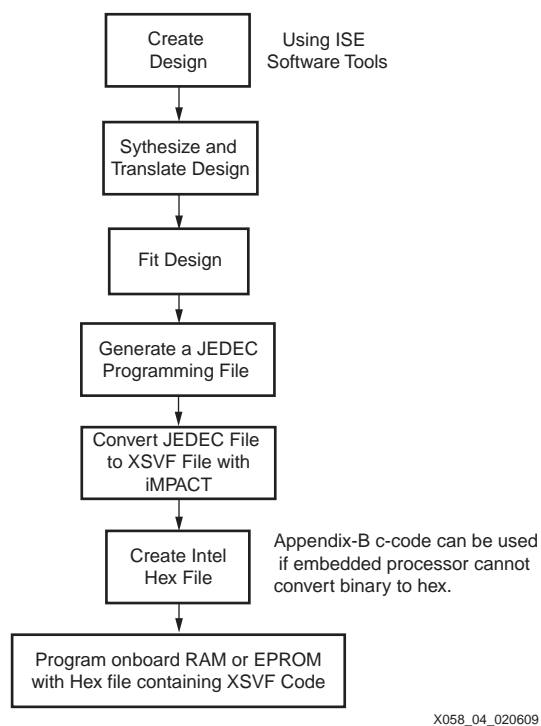 Create
Design
Using ISE
Software Tools
Sythesize and
Translate Design
Fit Design
Generate a JEDEC
Programming File
Convert JEDEC File
to XSVF File with
iMPACT
Create Intel
Hex File
Appendix-B c-code can be used
if embedded processor cannot
convert binary to hex.
Program onboard RAM or EPROM
with Hex file containing XSVF Code
X058_04_020609